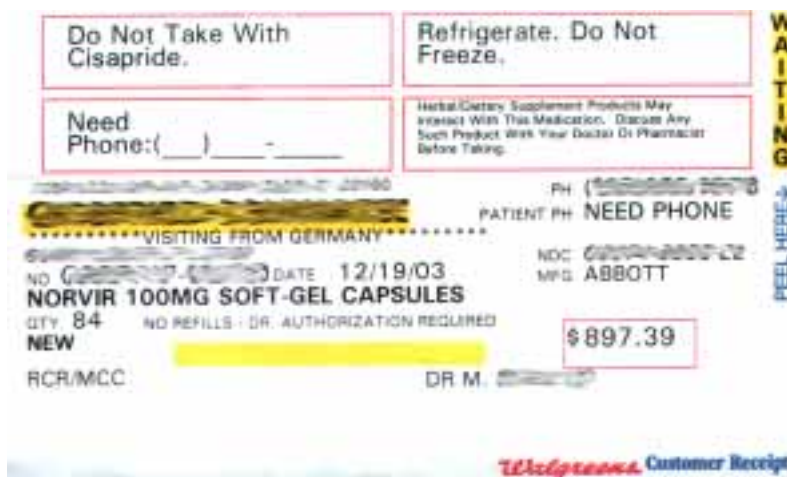 Do Not Take With
Cisapride.
Refrigerate. Do Not
Freeze.
Need
Phone:(___)____-_____
Herbal/Dietary Supplement Products May
Interact With This Medication. Discuss Any
Such Product With Your Doctor Or Pharmacist
Before Taking.
WAITING
PEEL HERE→
PH (
PATIENT PH NEED PHONE
VISITING FROM GERMANY
NO DATE 12/19/03
NDC
MFG ABBOTT
NORVIR 100MG SOFT-GEL CAPSULES
QTY 84 NO REFILLS - DR. AUTHORIZATION REQUIRED
NEW
$897.39
RCR/MCC DR M.
Walgreens Customer Receipt